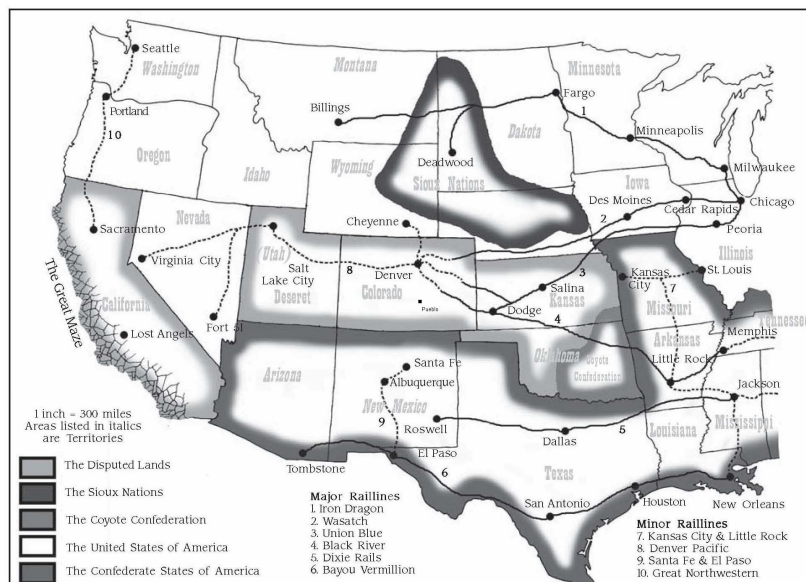 Seattle
Washington
Portland
10
Oregon
Idaho
Montana
Billings
Wyoming
Deadwood
Sioux Nations
Dakota
Fargo
1
Minnesota
Minneapolis
Milwaukee
Iowa
Des Moines
2
Cedar Rapids
Chicago
Peoria
Illinois
Cheyenne
Nevada
Sacramento
Virginia City
(Utah)
Salt
Lake City
Deseret
8
Denver
Colorado
Pueblo
3
Salina
Kansas
Dodge
4
Kansas
City
St. Louis
7
Missouri
The Great Maze
California
Lost Angels
Fort 51
Arizona
Santa Fe
Albuquerque
New Mexico
9
Roswell
Oklahoma
Coyote
Confederation
Arkansas
Little Rock
Memphis
Tennessee
Jackson
Mississippi
Louisiana
5
Dallas
Texas
El Paso
Tombstone
6
San Antonio
Houston
New Orleans
1 inch = 300 miles
Areas listed in italics
are Territories
The Disputed Lands
The Sioux Nations
The Coyote Confederation
The United States of America
The Confederate States of America
Major Raillines
1. Iron Dragon
2. Wasatch
3. Union Blue
4. Black River
5. Dixie Rails
6. Bayou Vermillion
Minor Raillines
7. Kansas City & Little Rock
8. Denver Pacific
9. Santa Fe & El Paso
10. Great Northwestern